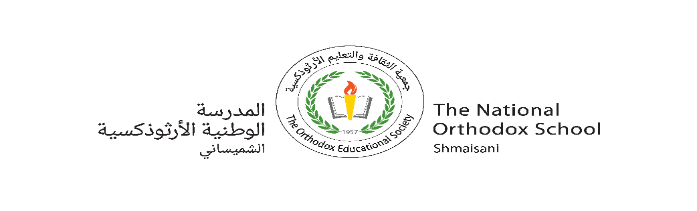 المدرسة
الوطنية الأرثوذكسية
الشميساني
جمعية الثقافة والتعليم الأرثوذكسية
1957
The Orthodox Educational Society
The National
Orthodox School
Shmaisani